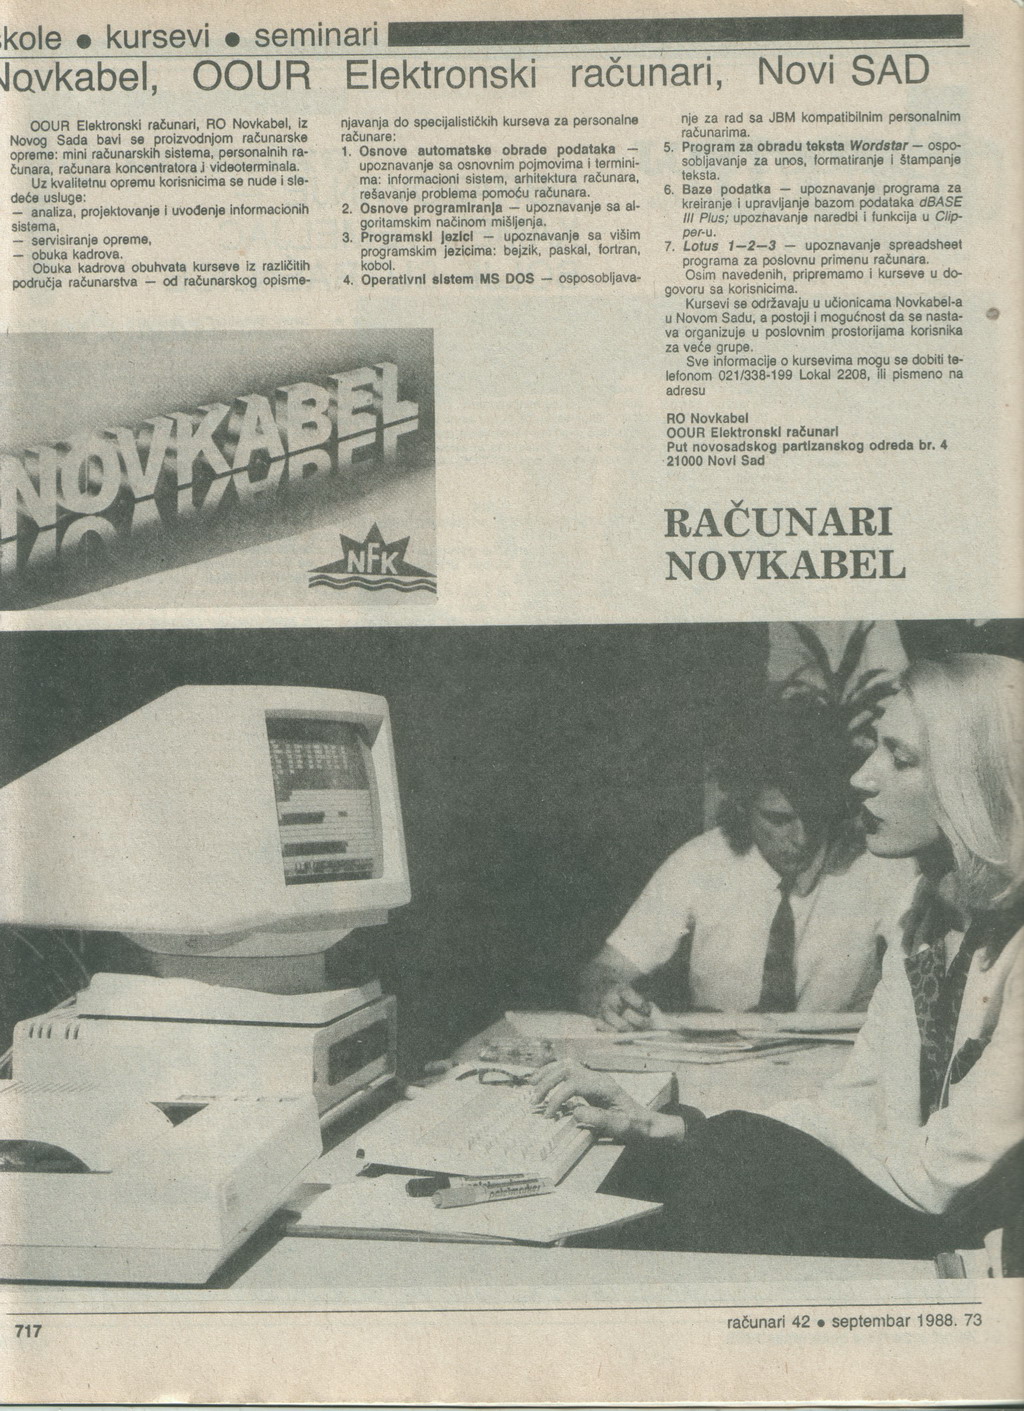 škole • kursevi • seminari
Novkabel, OOUR Elektronski računari, Novi SAD
OOUR Elektronski računari, RO Novkabel, iz
Novog Sada bavi se proizvodnjom računarske
opreme: mini računarskih sistema, personalnih ra-
čunara, računara koncentratora i videoterminala.
Uz kvalitetnu opremu korisnicima se nude i sle-
deće usluge:
— analiza, projektovanje i uvođenje informacionih
sistema,
— servisiranje opreme,
— obuka kadrova.
Obuka kadrova obuhvata kurseve iz različitih
područja računarstva — od računarskog opisme-
njavanja do specijalističkih kurseva za personalne
računare:
1. Osnove automatske obrade podataka —
upoznavanje sa osnovnim pojmovima i termini-
ma: informacioni sistem, arhitektura računara,
rešavanje problema pomoću računara.
2. Osnove programiranja — upoznavanje sa al-
goritamskim načinom mišljenja.
3. Programski jezici — upoznavanje sa višim
programskim jezicima: bejzik, paskal, fortran,
kobol.
4. Operativni sistem MS DOS — osposobljava-
nje za rad sa JBM kompatibilnim personalnim
računarima.
5. Program za obradu teksta Wordstar — ospo-
sobljavanje za unos, formatiranje i štampanje
teksta.
6. Baze podatka — upoznavanje programa za
kreiranje i upravljanje bazom podataka dBASE
III Plus; upoznavanje naredbi i funkcija u Clip-
per-u.
7. Lotus 1—2—3 — upoznavanje spreadsheet
programa za poslovnu primenu računara.
Osim navedenih, pripremamo i kurseve u do-
govoru sa korisnicima.
Kursevi se održavaju u učionicama Novkabel-a
u Novom Sadu, a postoji i mogućnost da se nasta-
va organizuje u poslovnim prostorijama korisnika
za veće grupe.
Sve informacije o kursevima mogu se dobiti te-
lefonom 021/338-199 Lokal 2208, ili pismeno na
adresu
RO Novkabel
OOUR Elektronski računari
Put novosadskog partizanskog odreda br. 4
21000 Novi Sad
NOVKABEL
NFK
RAČUNARI
NOVKABEL
717
računari 42 • septembar 1988. 73